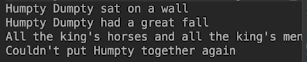 Humpty Dumpty sat on a wall
Humpty Dumpty had a great fall
All the king's horses and all the king's men
Couldn't put Humpty together again